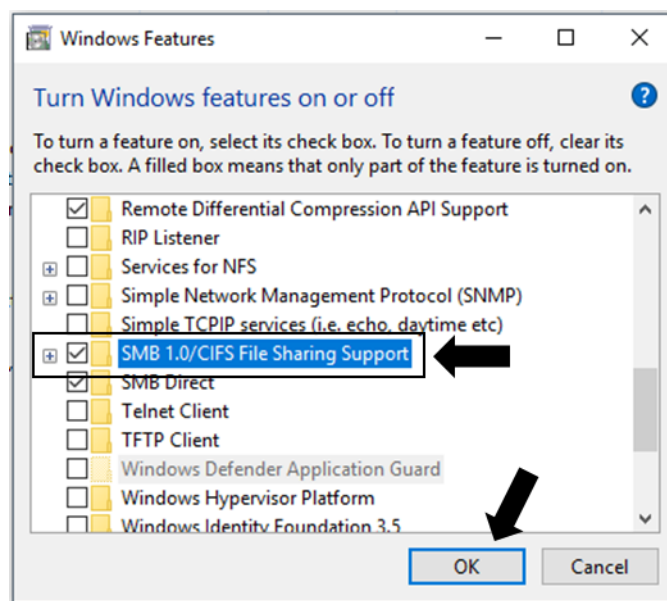 Windows Features
Turn Windows features on or off
To turn a feature on, select its check box. To turn a feature off, clear its
check box. A filled box means that only part of the feature is turned on.
Remote Differential Compression API Support
RIP Listener
Services for NFS
Simple Network Management Protocol (SNMP)
Simple TCPIP services (i.e. echo, daytime etc)
SMB 1.0/CIFS File Sharing Support
SMB Direct
Telnet Client
TFTP Client
Windows Defender Application Guard
Windows Hypervisor Platform
Windows Identity Foundation 3.5
OK Cancel